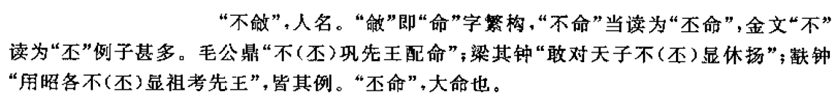 “不㪘”，人名。“㪘”即“命”字繁构，“不命”当读为“丕命”，金文“不”
读为“丕”例子甚多。毛公鼎“不(丕)巩先王配命”；梁其钟“敢对天子不(丕)显休扬”；㝬钟
“用昭各不(丕)显祖考先王”，皆其例。“丕命”，大命也。